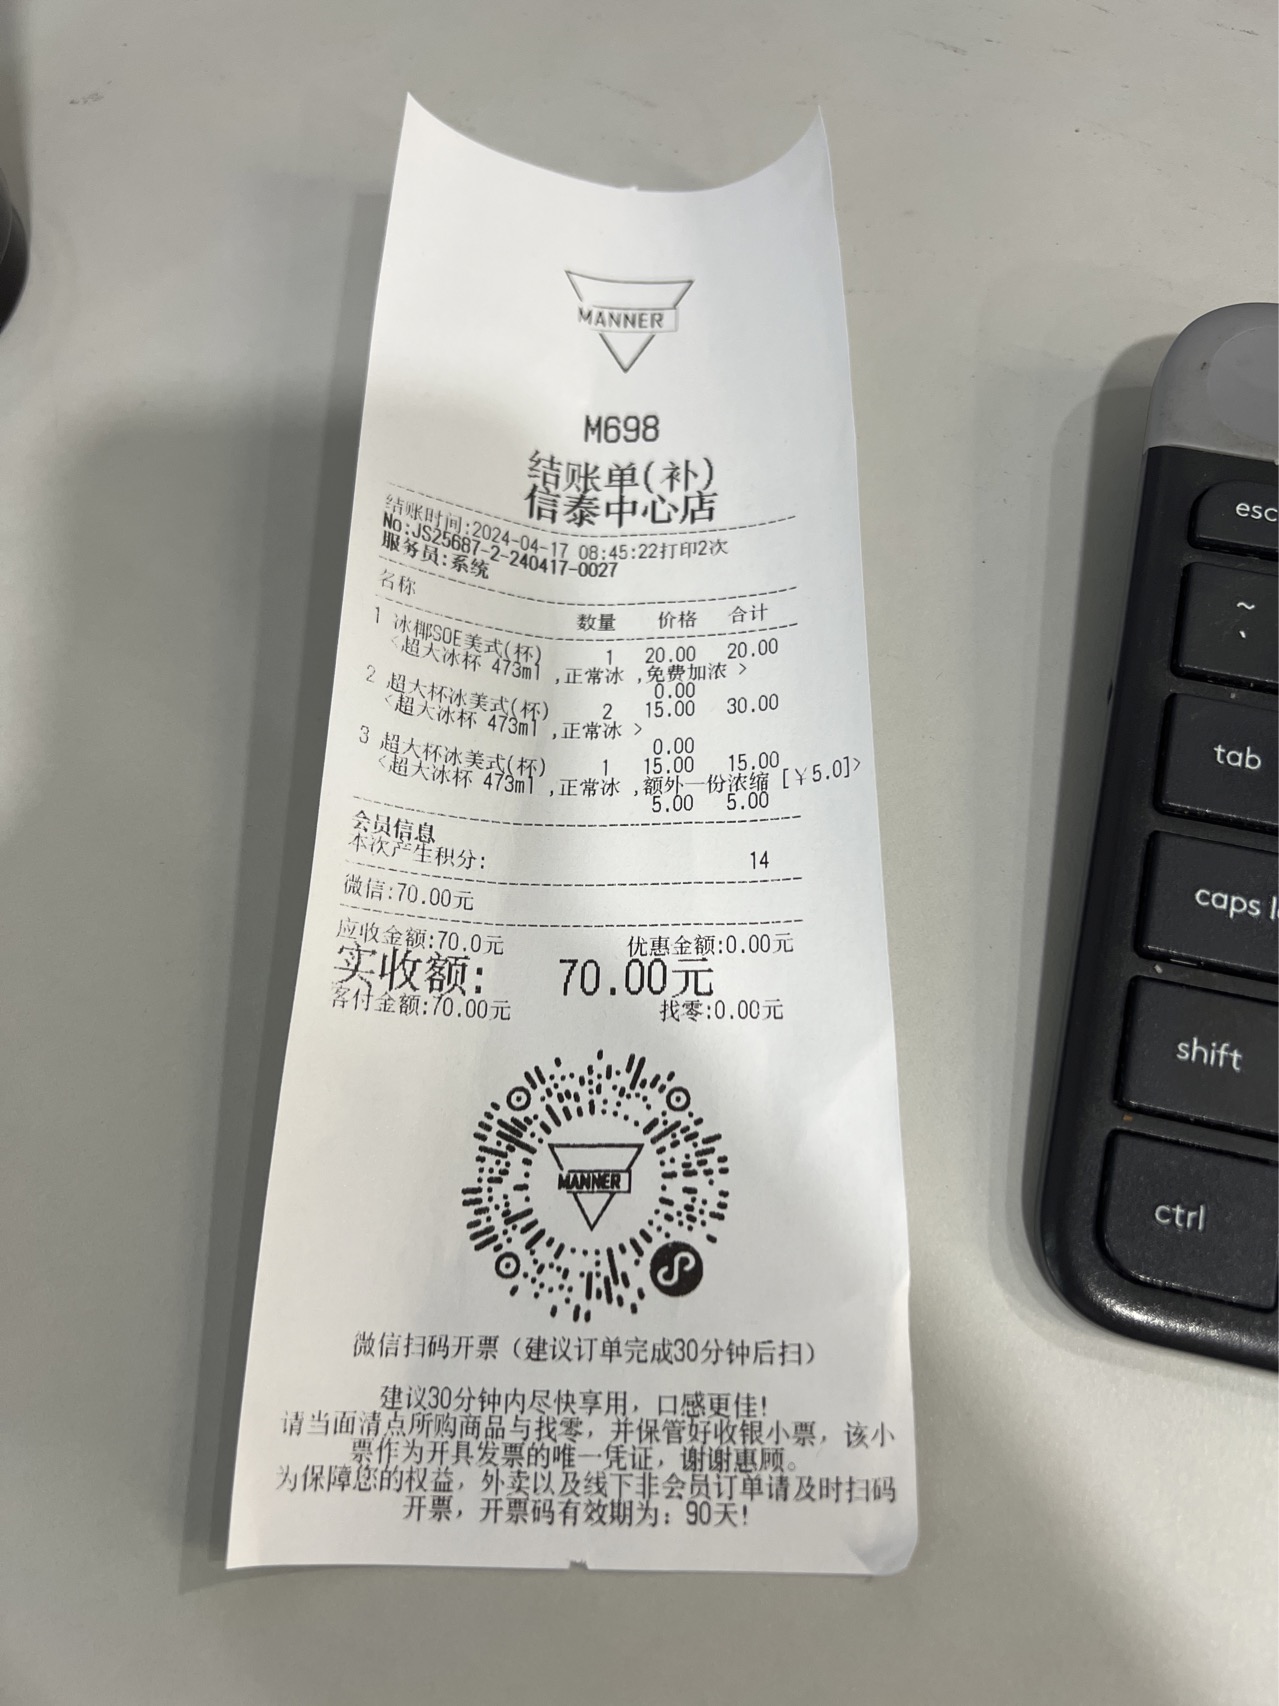 MANNER
M698
结账单(补)
信泰中心店
结账时间:2024-04-17 08:45:22打印2次
No:JS25687-2-240417-0027
服务员:系统
名称 数量 价格 合计
1 冰椰SOE美式(杯) 1 20.00 20.00
<超大冰杯 473ml ,正常冰 ,免费加浓 >
0.00
2 超大杯冰美式(杯) 2 15.00 30.00
<超大冰杯 473ml ,正常冰 >
0.00
3 超大杯冰美式(杯) 1 15.00 15.00
<超大冰杯 473ml ,正常冰 ,额外一份浓缩 [￥5.0]>
5.00 5.00
会员信息
本次产生积分: 14
微信:70.00元
应收金额:70.0元 优惠金额:0.00元
实收额: 70.00元
客付金额:70.00元 找零:0.00元
MANNER
微信扫码开票（建议订单完成30分钟后扫）
建议30分钟内尽快享用，口感更佳!
请当面清点所购商品与找零，并保管好收银小票，该小
票作为开具发票的唯一凭证，谢谢惠顾。
为保障您的权益，外卖以及线下非会员订单请及时扫码
开票，开票码有效期为：90天!
esc
~
tab
caps l
shift
ctrl